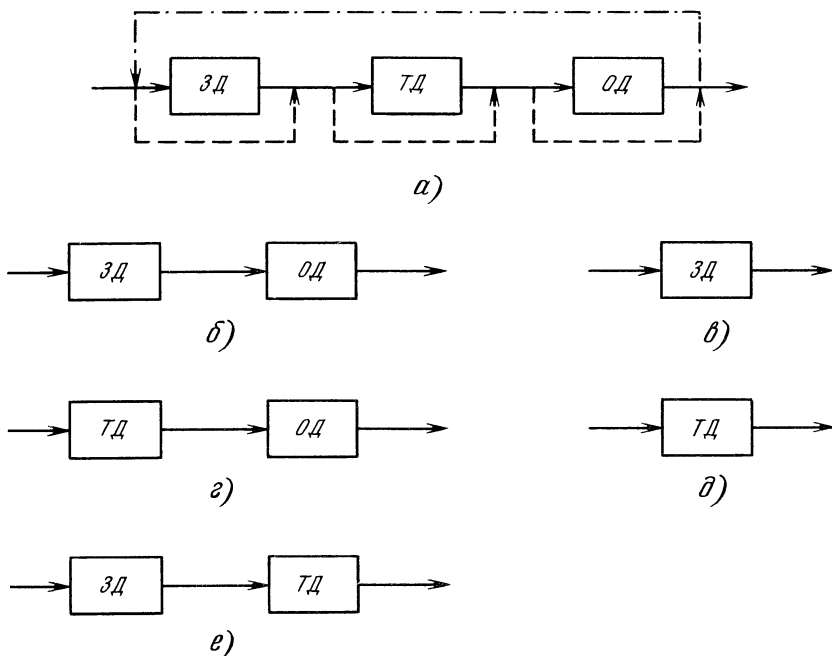 ЗД ТД ОД
а)
ЗД ОД ЗД
б) в)
ТД ОД ТД
г) д)
ЗД ТД
е)